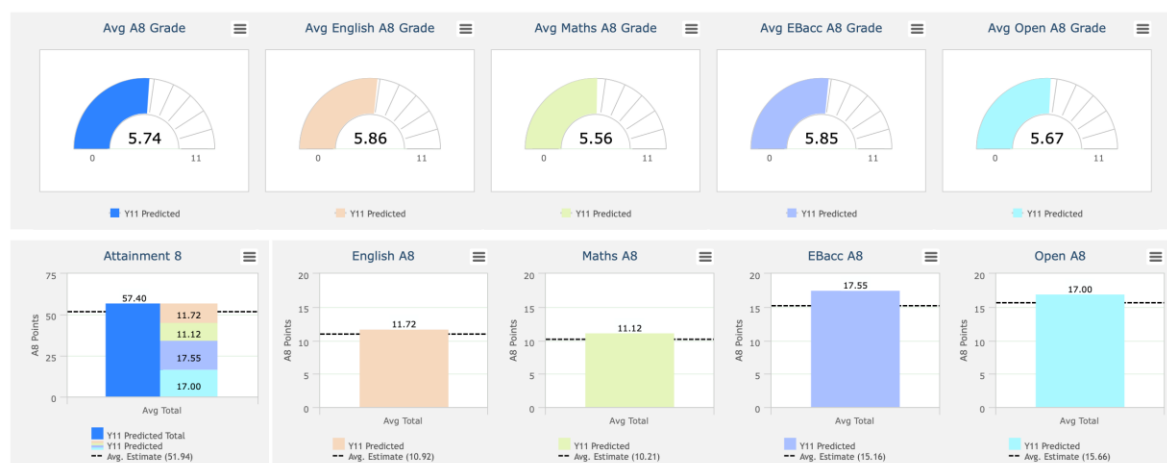 Avg A8 Grade
5.74
0 11
Y11 Predicted
Avg English A8 Grade
5.86
0 11
Y11 Predicted
Avg Maths A8 Grade
5.56
0 11
Y11 Predicted
Avg EBacc A8 Grade
5.85
0 11
Y11 Predicted
Avg Open A8 Grade
5.67
0 11
Y11 Predicted
Attainment 8
A8 Points
75
50
25
0
57.40
11.72
11.12
17.55
17.00
Avg Total
Y11 Predicted Total
Y11 Predicted
Avg. Estimate (51.94)
English A8
A8 Points
20
15
10
5
0
11.72
Avg Total
Y11 Predicted
Avg. Estimate (10.92)
Maths A8
A8 Points
20
15
10
5
0
11.12
Avg Total
Y11 Predicted
Avg. Estimate (10.21)
EBacc A8
A8 Points
20
15
10
5
0
17.55
Avg Total
Y11 Predicted
Avg. Estimate (15.16)
Open A8
A8 Points
20
15
10
5
0
17.00
Avg Total
Y11 Predicted
Avg. Estimate (15.66)